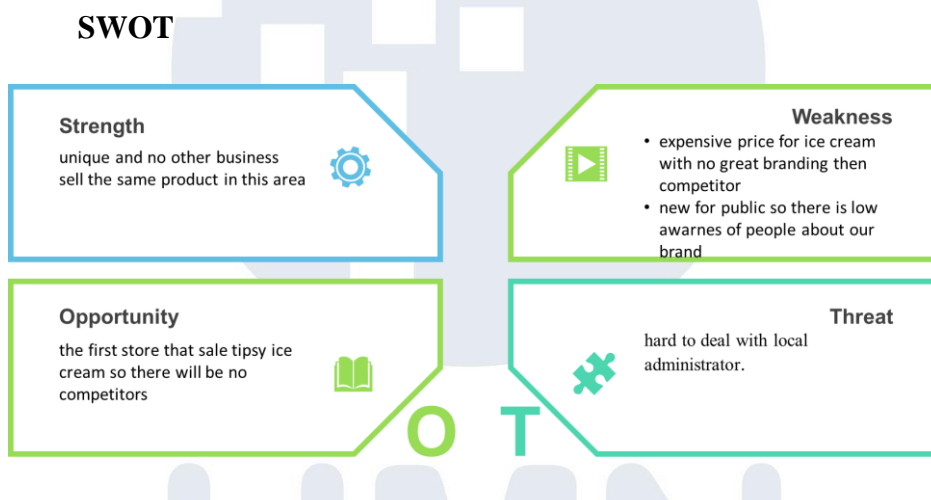 SWOT
Strength
unique and no other business
sell the same product in this area
Weakness
• expensive price for ice cream
with no great branding then
competitor
• new for public so there is low
awarnes of people about our
brand
Opportunity
the first store that sale tipsy ice
cream so there will be no
competitors
Threat
hard to deal with local
administrator.
O T